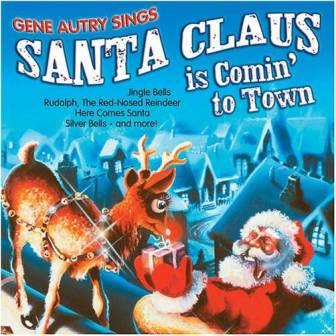 GENE AUTRY SINGS
SANTA CLAUS
is Comin'
to Town
Jingle Bells
Rudolph, The Red-Nosed Reindeer
Here Comes Santa
Silver Bells - and more!